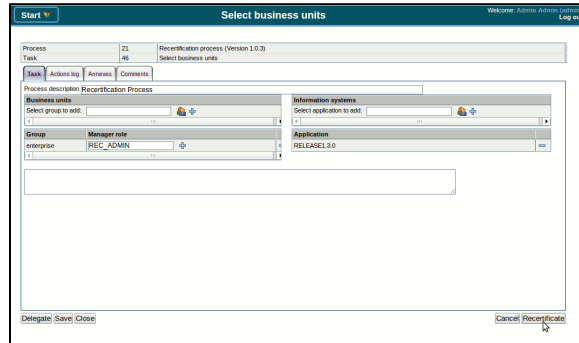 Start
Select business units
Welcome: Admin Admin (admin
Log ou
Process 21 Recertification process (Version 1.0.3)
Task 46 Select business units
Task Actions log Annexes Comments
Process description Recertification Process
Business units
Select group to add:
Information systems
Select application to add:
Group Manager role
enterprise REC_ADMIN
Application
RELEASE1.3.0
Delegate Save Close
Cancel Recertificate